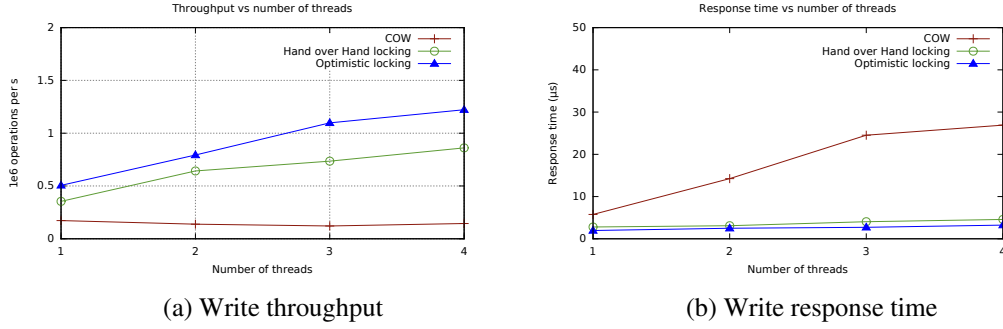 Throughput vs number of threads
2
1.5
1
0.5
0
1e6 operations per s
COW
Hand over Hand locking
Optimistic locking
1 2 3 4
Number of threads
(a) Write throughput
Response time vs number of threads
50
40
30
20
10
0
Response time (µs)
COW
Hand over Hand locking
Optimistic locking
1 2 3 4
Number of threads
(b) Write response time